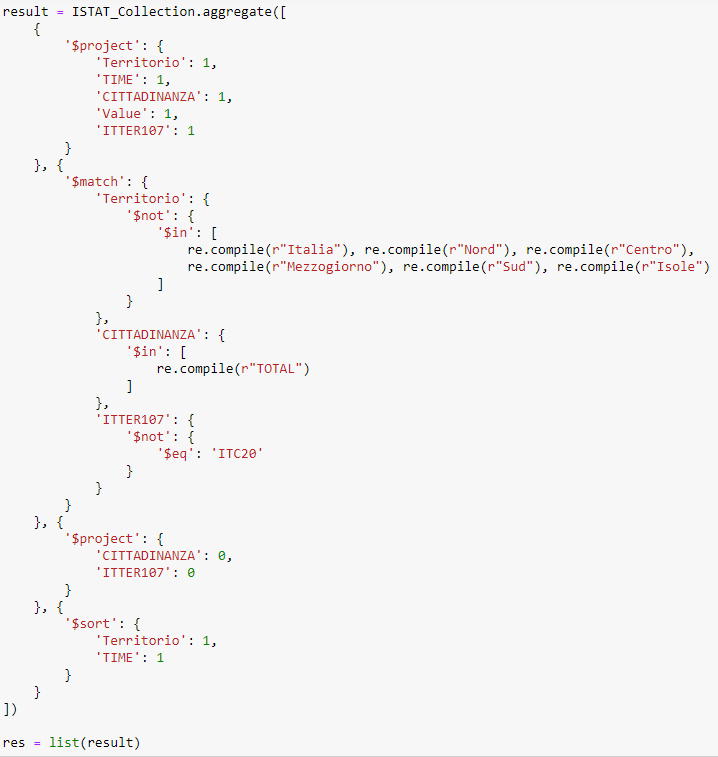 result = ISTAT_Collection.aggregate([
    {
        '$project': {
            'Territorio': 1,
            'TIME': 1,
            'CITTADINANZA': 1,
            'Value': 1,
            'ITTER107': 1
        }
    }, {
        '$match': {
            'Territorio': {
                '$not': {
                    '$in': [
                        re.compile(r"Italia"), re.compile(r"Nord"), re.compile(r"Centro"),
                        re.compile(r"Mezzogiorno"), re.compile(r"Sud"), re.compile(r"Isole")
                    ]
                }
            },
            'CITTADINANZA': {
                '$in': [
                    re.compile(r"TOTAL")
                ]
            },
            'ITTER107': {
                '$not': {
                    '$eq': 'ITC20'
                }
            }
        }
    }, {
        '$project': {
            'CITTADINANZA': 0,
            'ITTER107': 0
        }
    }, {
        '$sort': {
            'Territorio': 1,
            'TIME': 1
        }
    }
])

res = list(result)